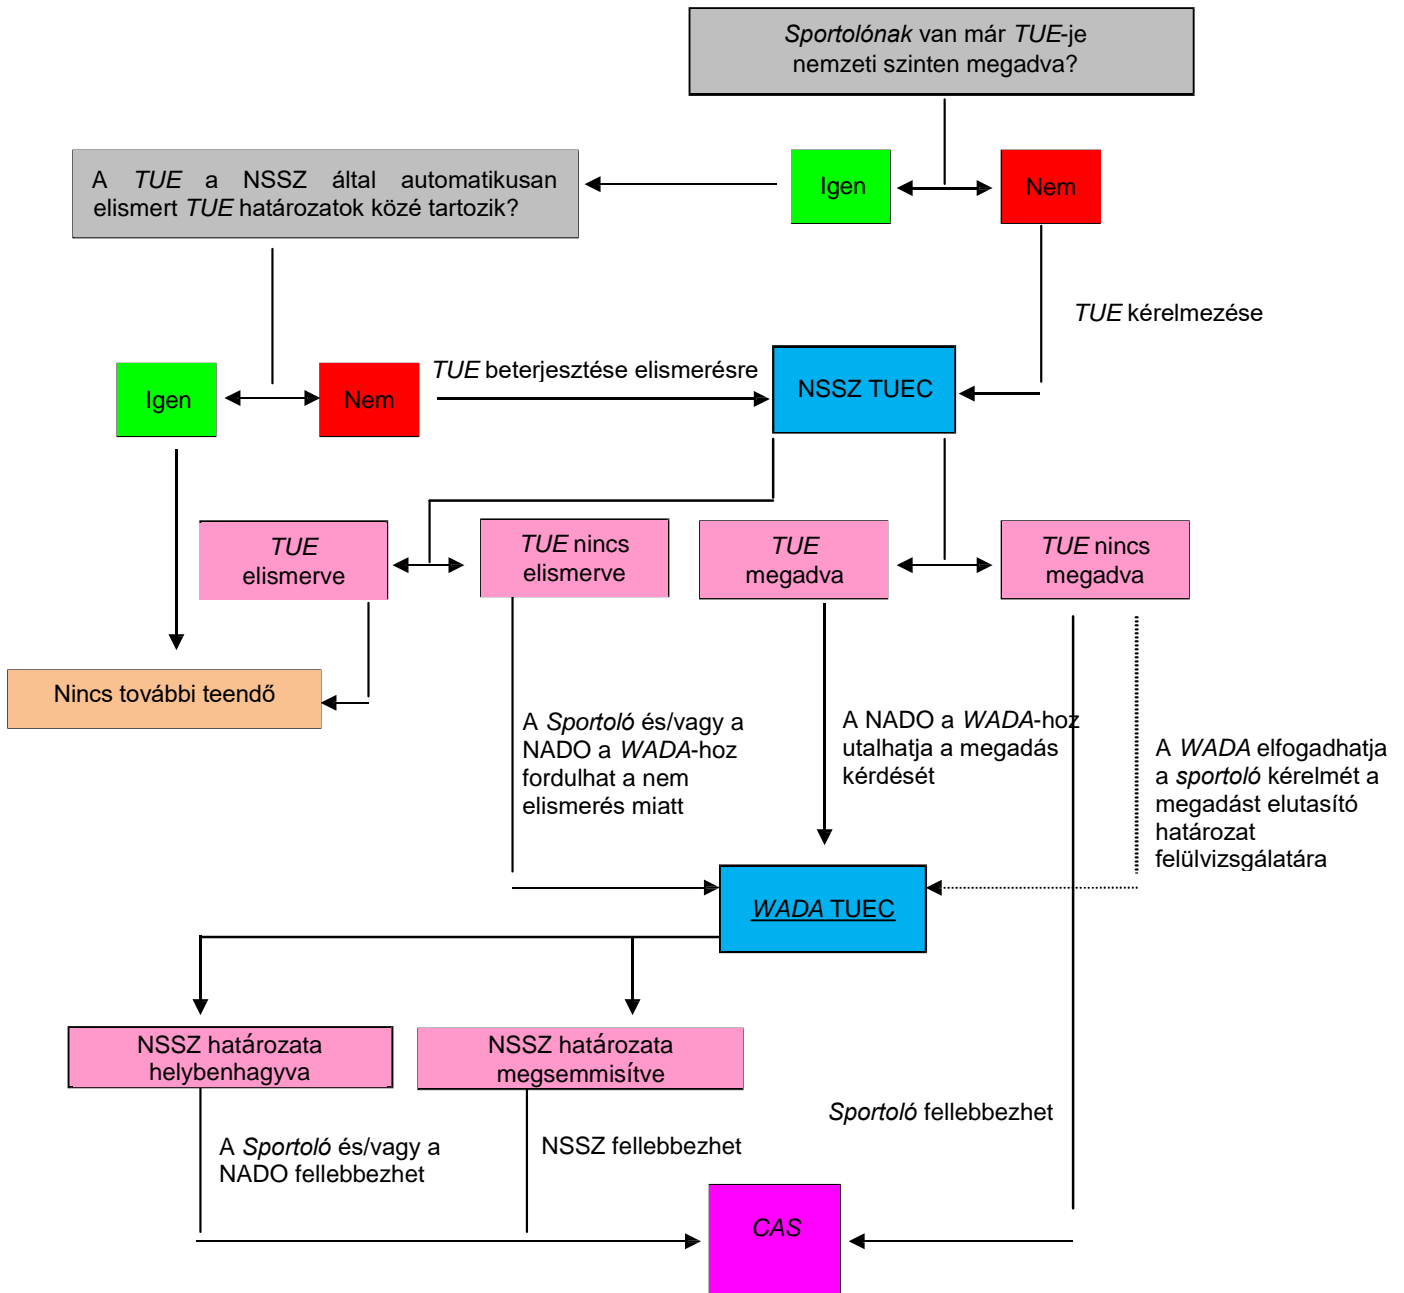 Sportolónak van már TUE-je
nemzeti szinten megadva?
A TUE a NSSZ által automatikusan
elismert TUE határozatok közé tartozik?
Igen
Nem
TUE kérelmezése
Igen
Nem
TUE beterjesztése elismerésre
NSSZ TUEC
TUE
elismerve
TUE nincs
elismerve
TUE
megadva
TUE nincs
megadva
Nincs további teendő
A Sportoló és/vagy a
NADO a WADA-hoz
fordulhat a nem
elismerés miatt
A NADO a WADA-hoz
utalhatja a megadás
kérdését
A WADA elfogadhatja
a sportoló kérelmét a
megadást elutasító
határozat
felülvizsgálatára
WADA TUEC
NSSZ határozata
helybenhagyva
NSSZ határozata
megsemmisítve
Sportoló fellebbezhet
A Sportoló és/vagy a
NADO fellebbezhet
NSSZ fellebbezhet
CAS